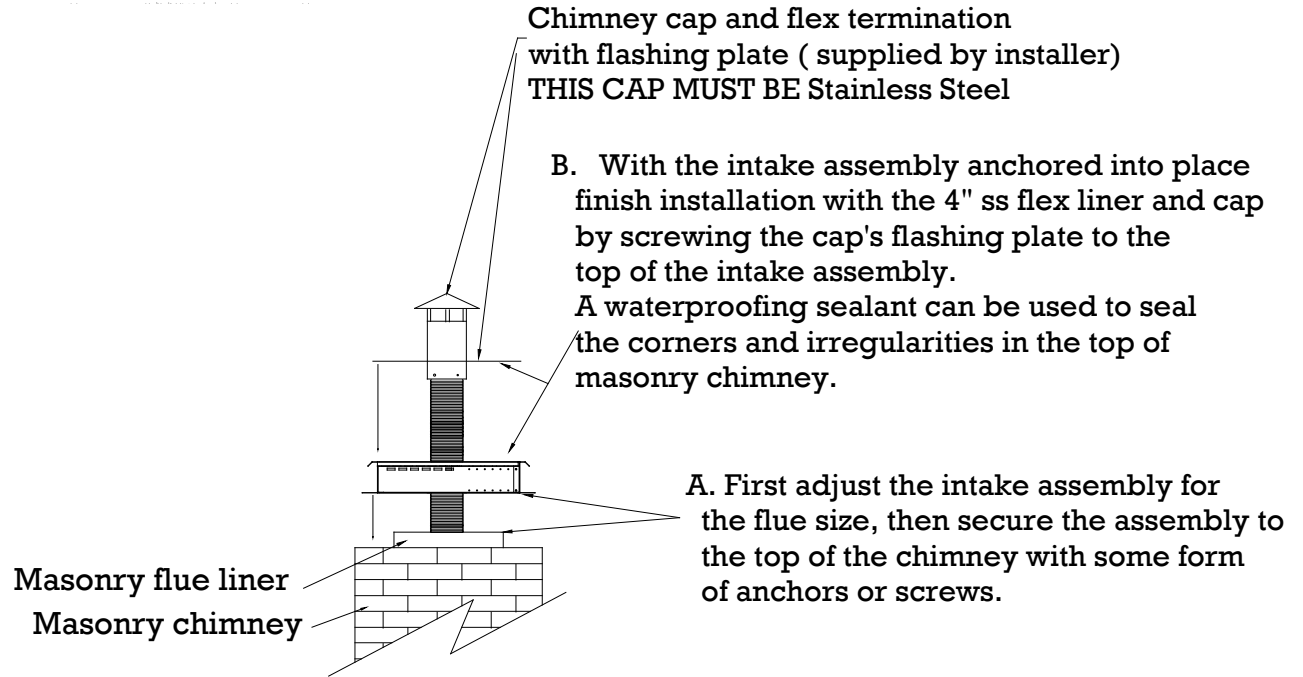 Chimney cap and flex termination
with flashing plate ( supplied by installer)
THIS CAP MUST BE Stainless Steel
B. With the intake assembly anchored into place
finish installation with the 4" ss flex liner and cap
by screwing the cap's flashing plate to the
top of the intake assembly.
A waterproofing sealant can be used to seal
the corners and irregularities in the top of
masonry chimney.
A. First adjust the intake assembly for
the flue size, then secure the assembly to
the top of the chimney with some form
of anchors or screws.
Masonry flue liner
Masonry chimney